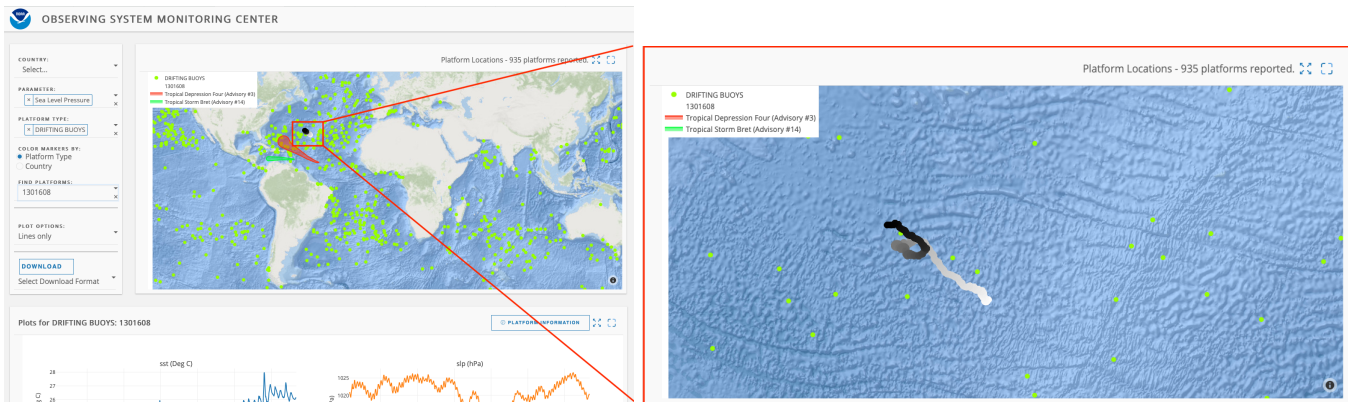 OBSERVING SYSTEM MONITORING CENTER
COUNTRY:
Select...
PARAMETER:
× Sea Level Pressure
×
PLATFORM TYPE:
× DRIFTING BUOYS
×
COLOR MARKERS BY:
Platform Type
Country
FIND PLATFORMS:
1301608
×
PLOT OPTIONS:
Lines only
DOWNLOAD
Select Download Format
Platform Locations - 935 platforms reported.
DRIFTING BUOYS
1301608
Tropical Depression Four (Advisory #3)
Tropical Storm Bret (Advisory #14)
Plots for DRIFTING BUOYS: 1301608
PLATFORM INFORMATION
sst (Deg C)
28
27
26
slp (hPa)
1025
1020
Platform Locations - 935 platforms reported.
DRIFTING BUOYS
1301608
Tropical Depression Four (Advisory #3)
Tropical Storm Bret (Advisory #14)